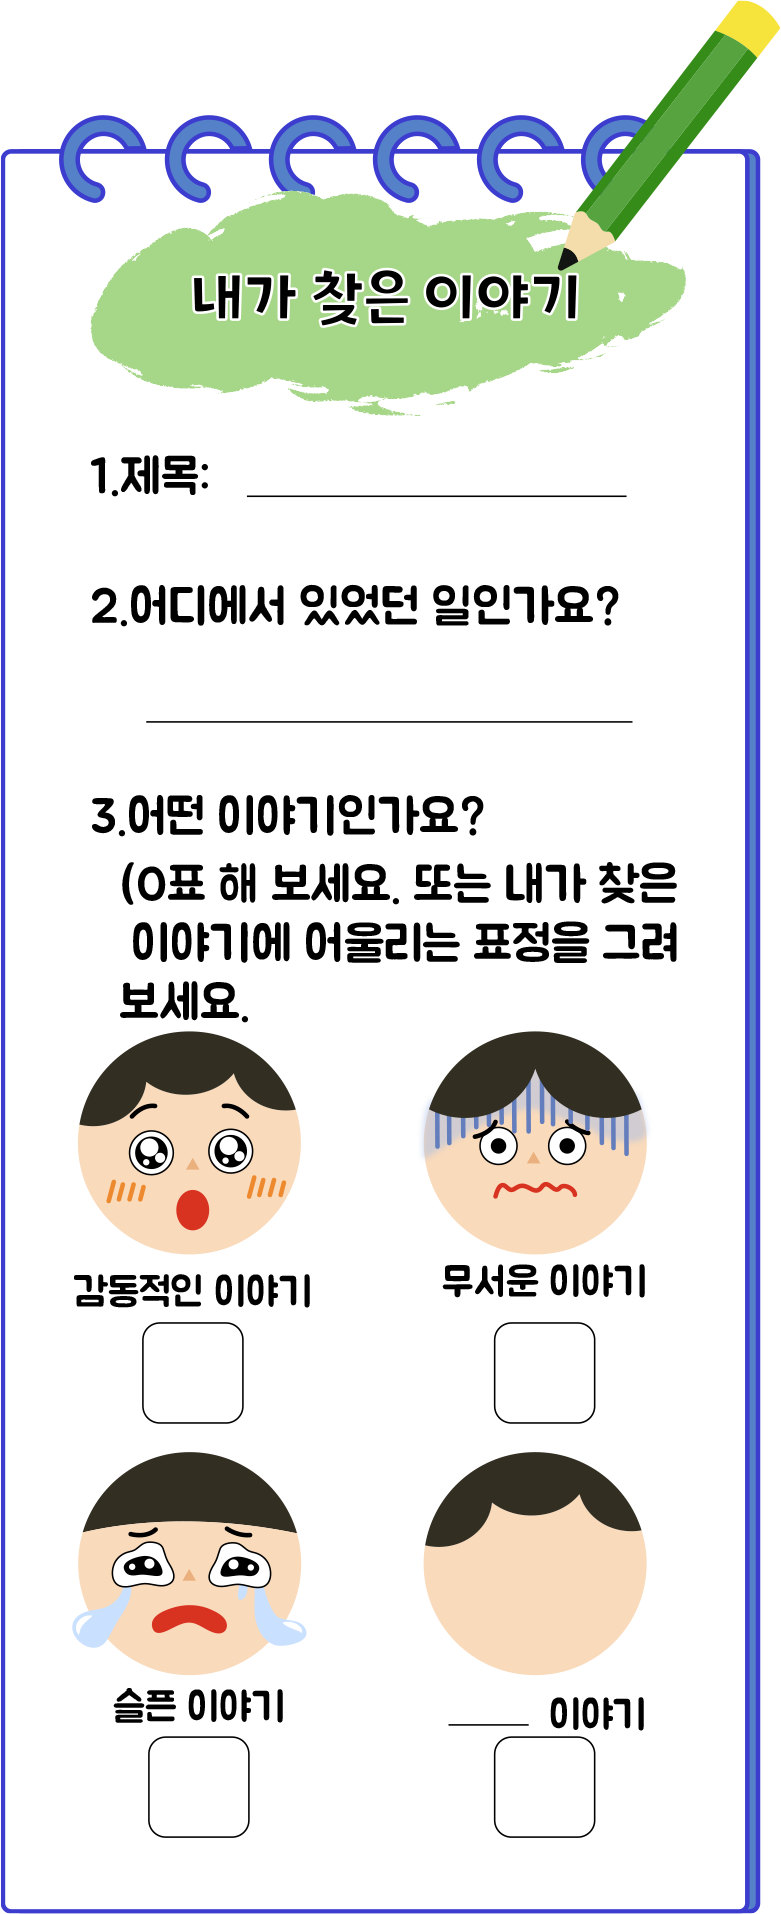 내가 찾은 이야기
1.제목:
2.어디에서 있었던 일인가요?
3.어떤 이야기인가요?
(O표 해 보세요. 또는 내가 찾은
이야기에 어울리는 표정을 그려
보세요.
감동적인 이야기
무서운 이야기
슬픈 이야기
이야기